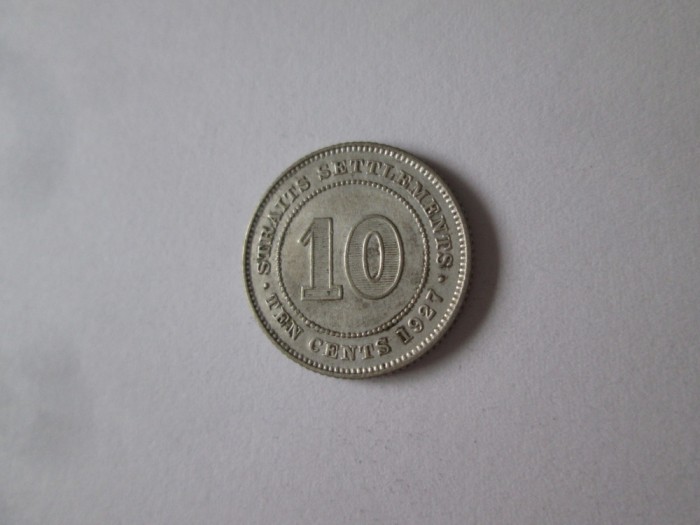 STRAITS SETTLEMENTS
10
· TEN CENTS 1927 ·